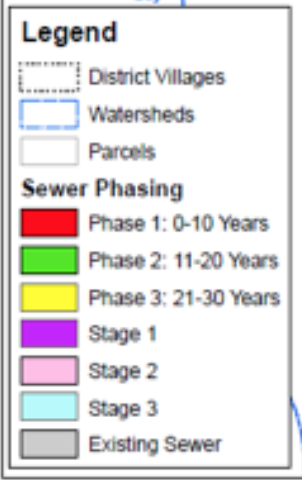 Legend
District Villages
Watersheds
Parcels
Sewer Phasing
Phase 1: 0-10 Years
Phase 2: 11-20 Years
Phase 3: 21-30 Years
Stage 1
Stage 2
Stage 3
Existing Sewer